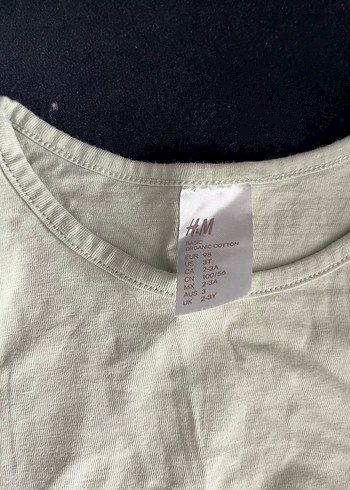 H&M
BASIC
ORGANIC COTTON
EUR 98
US 3T
CA 2-3A
CN 100/56
MX 2-3A
AUS 3
UK 2-3Y